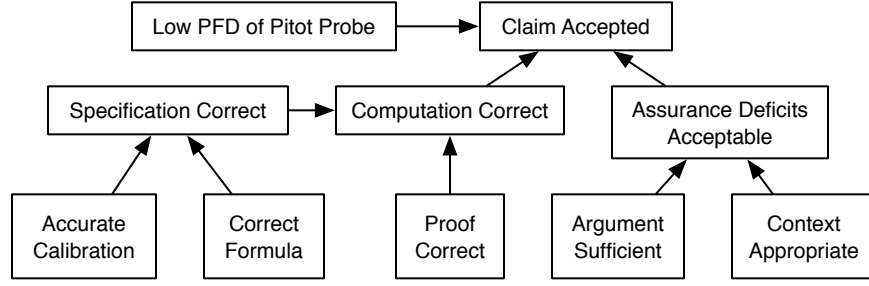 Low PFD of Pitot Probe
Claim Accepted
Specification Correct
Computation Correct
Assurance Deficits
Acceptable
Accurate
Calibration
Correct
Formula
Proof
Correct
Argument
Sufficient
Context
Appropriate